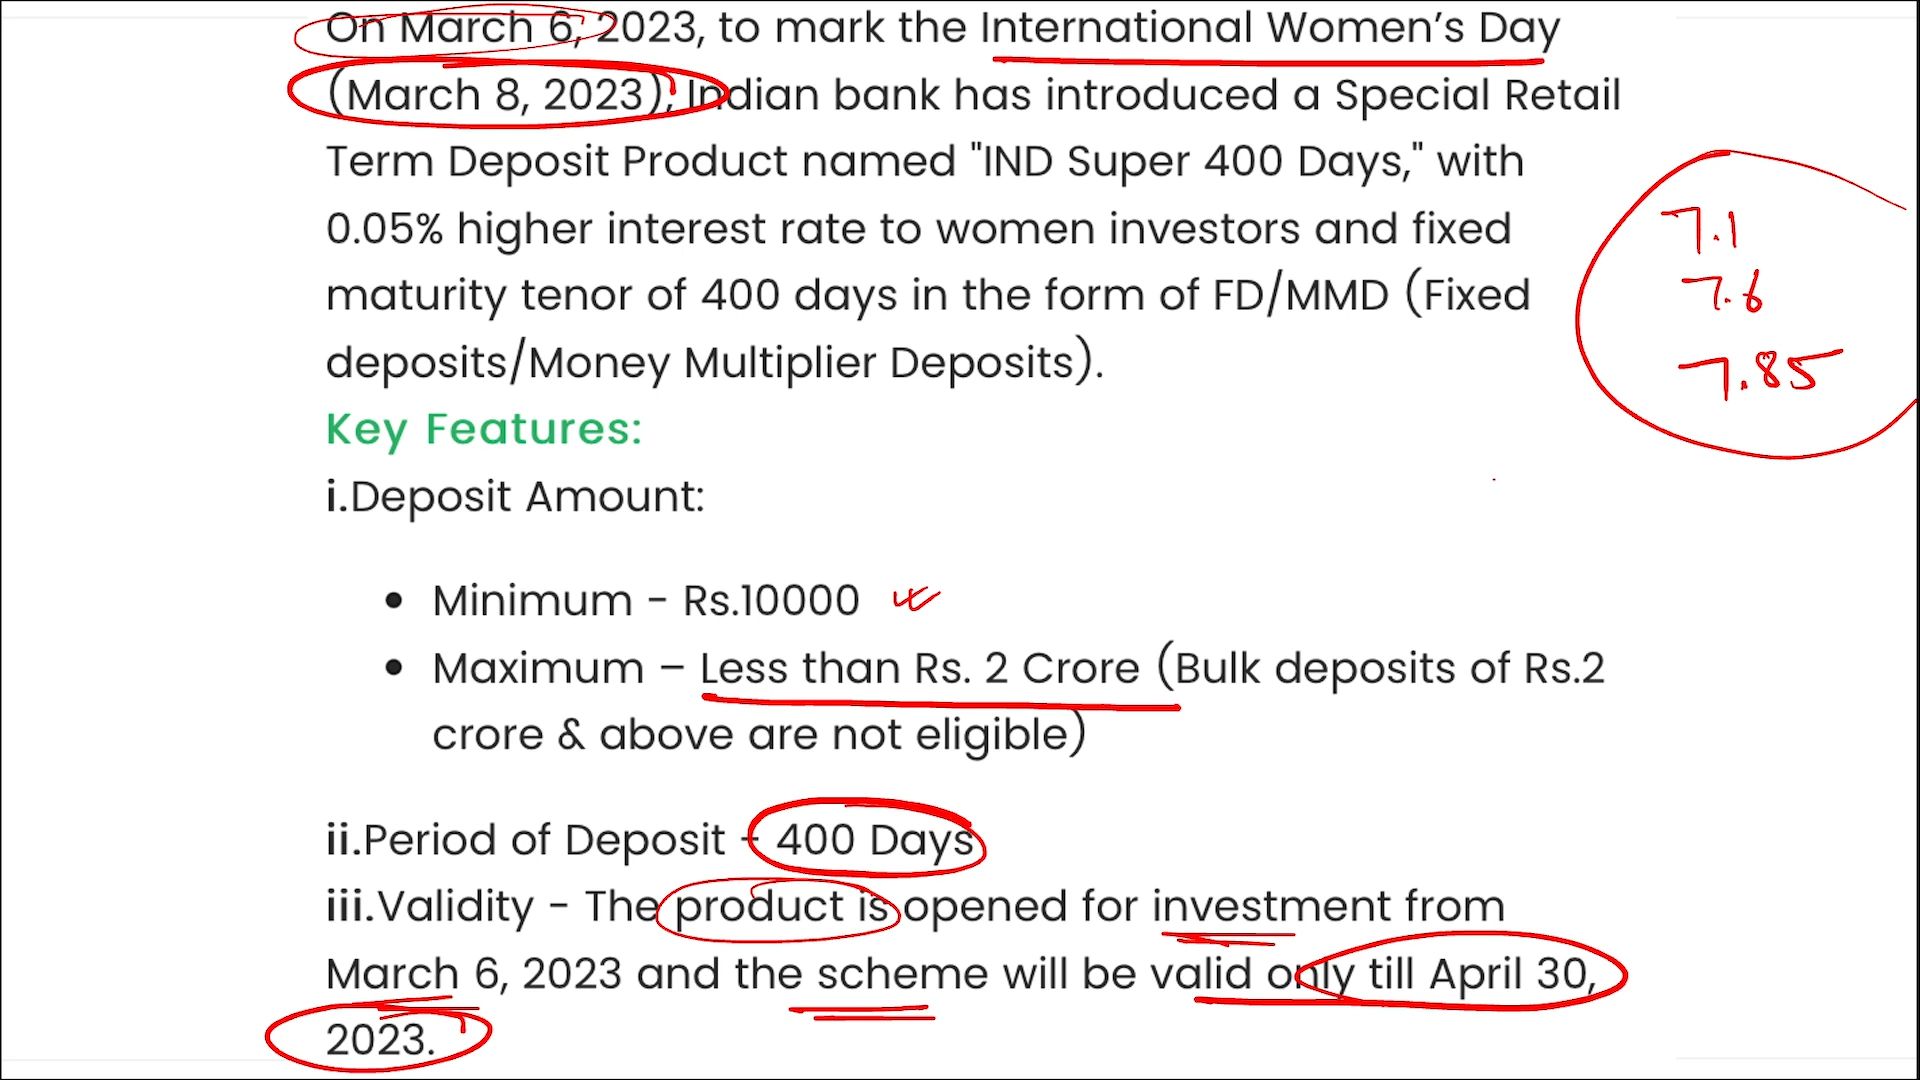 On March 6, 2023, to mark the International Women’s Day
(March 8, 2023), Indian bank has introduced a Special Retail
Term Deposit Product named "IND Super 400 Days," with
0.05% higher interest rate to women investors and fixed
maturity tenor of 400 days in the form of FD/MMD (Fixed
deposits/Money Multiplier Deposits).
Key Features:
i.Deposit Amount:
• Minimum - Rs.10000
• Maximum – Less than Rs. 2 Crore (Bulk deposits of Rs.2
crore & above are not eligible)
ii.Period of Deposit - 400 Days
iii.Validity - The product is opened for investment from
March 6, 2023 and the scheme will be valid only till April 30,
2023.
7.1
7.6
7.85